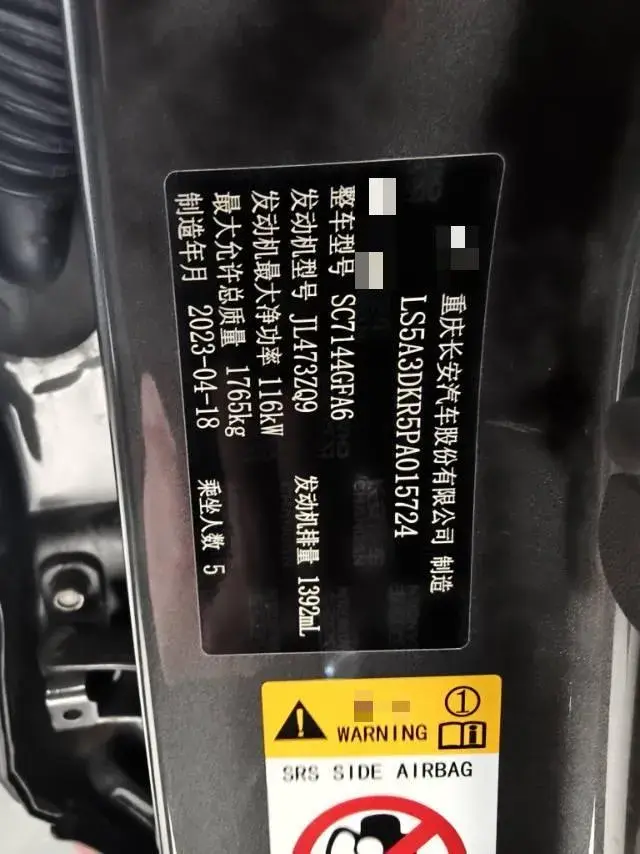 重庆长安汽车股份有限公司 制造
LS5A3DKR5PA015724
整车型号 SC7144GFA6
发动机型号 JL473ZQ9 发动机排量 1392mL
发动机最大净功率 116kW
最大允许总质量 1765kg
制造年月 2023-04-18 乘坐人数 5
1
WARNING
SRS SIDE AIRBAG